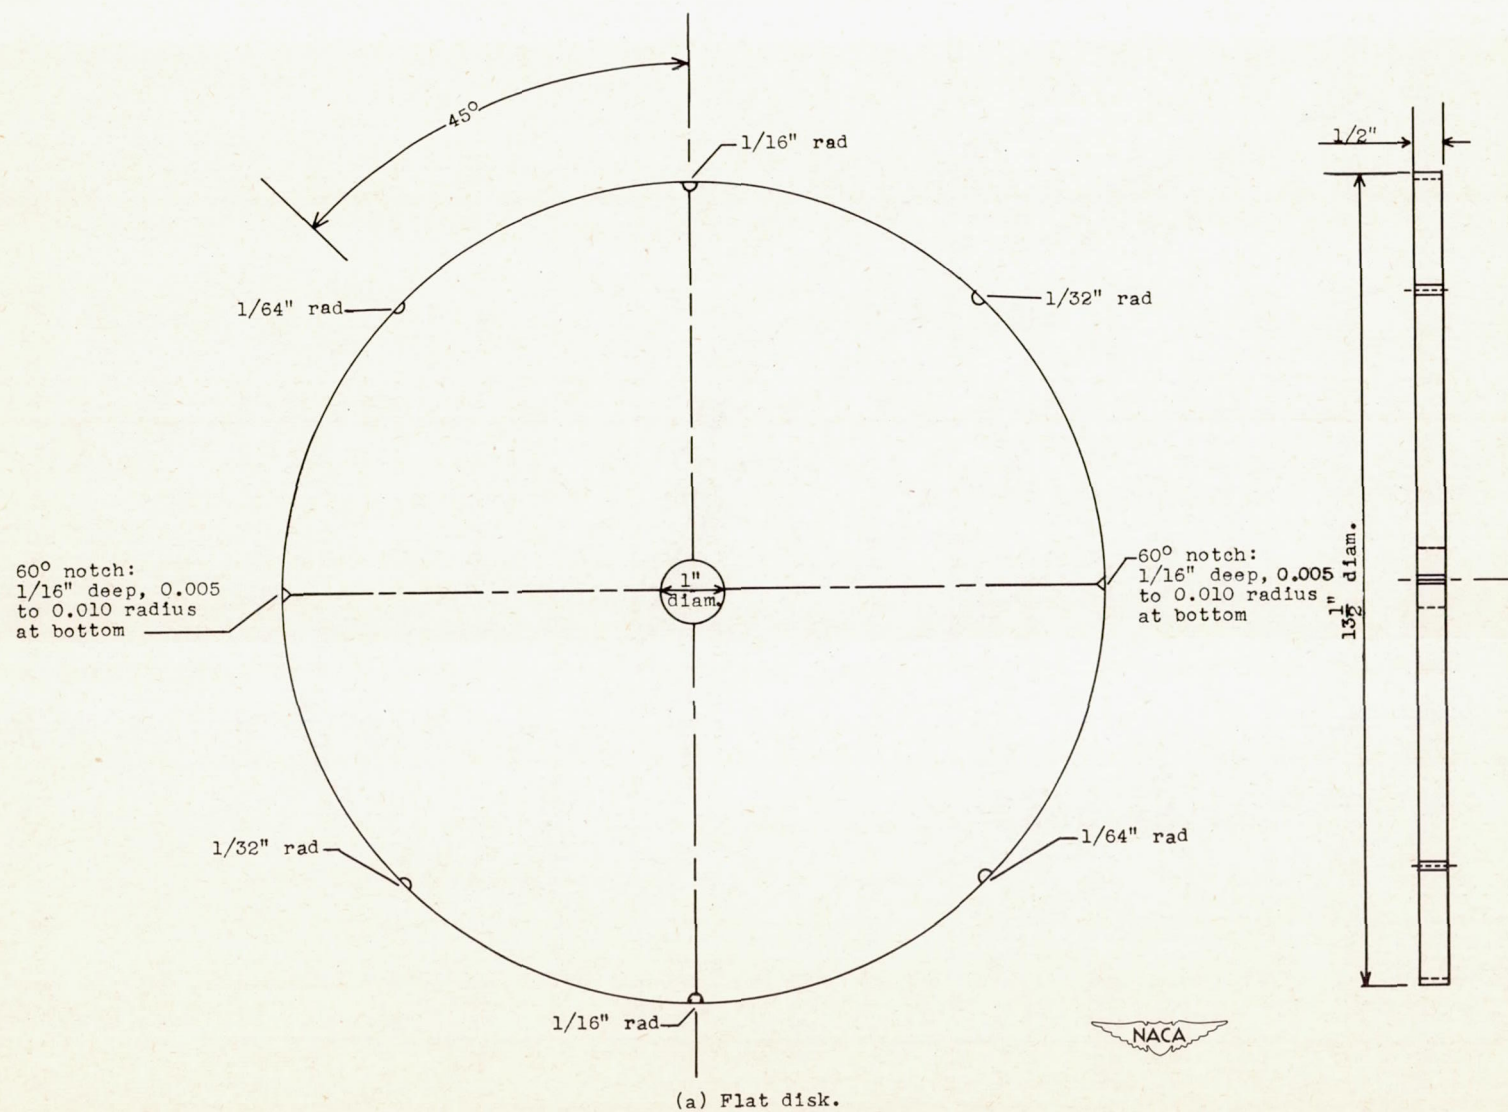 45°
1/16" rad
1/2"
1/64" rad
1/32" rad
60° notch:
1/16" deep, 0.005
to 0.010 radius
at bottom
1"
diam.
60° notch:
1/16" deep, 0.005
to 0.010 radius
at bottom
13 1/2" diam.
1/32" rad
1/64" rad
1/16" rad
NACA
(a) Flat disk.